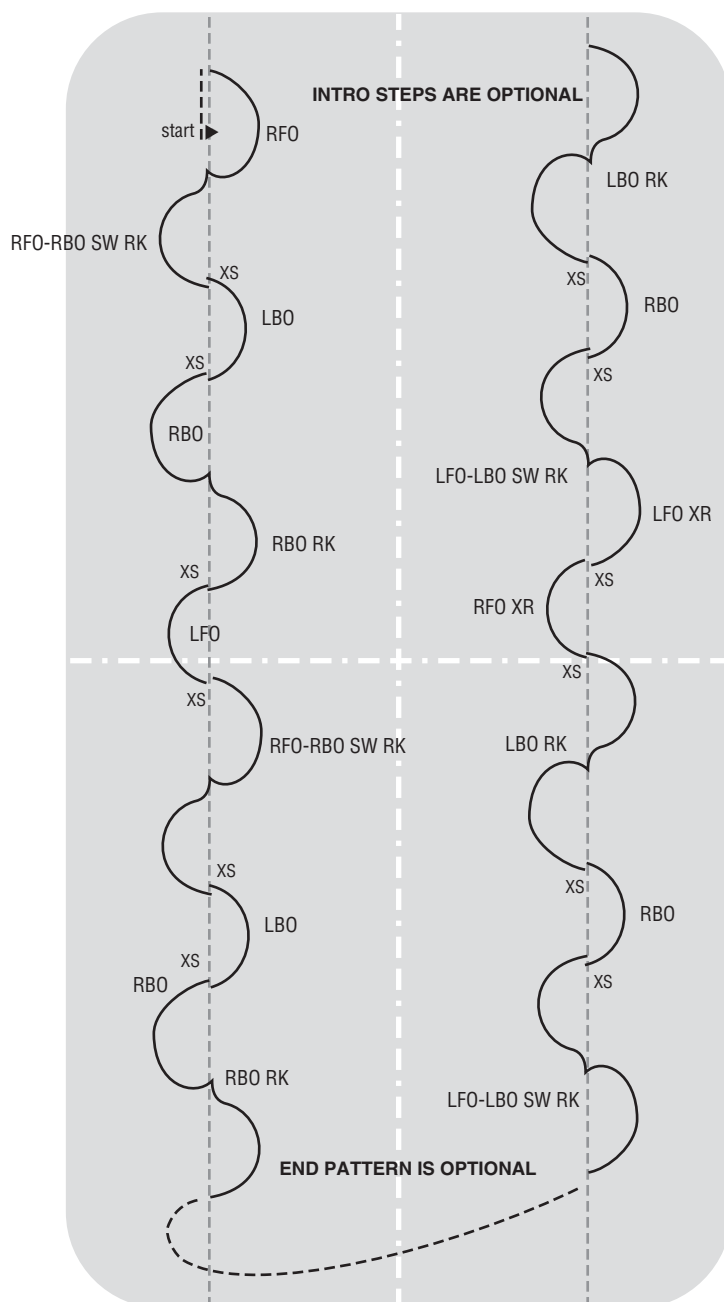 INTRO STEPS ARE OPTIONAL
start
RFO
RFO-RBO SW RK
XS
LBO
XS
RBO
RBO RK
XS
LFO
XS
RFO-RBO SW RK
XS
LBO
XS
RBO
RBO RK
END PATTERN IS OPTIONAL
LBO RK
XS
RBO
XS
LFO-LBO SW RK
LFO XR
XS
RFO XR
XS
LBO RK
XS
RBO
XS
LFO-LBO SW RK